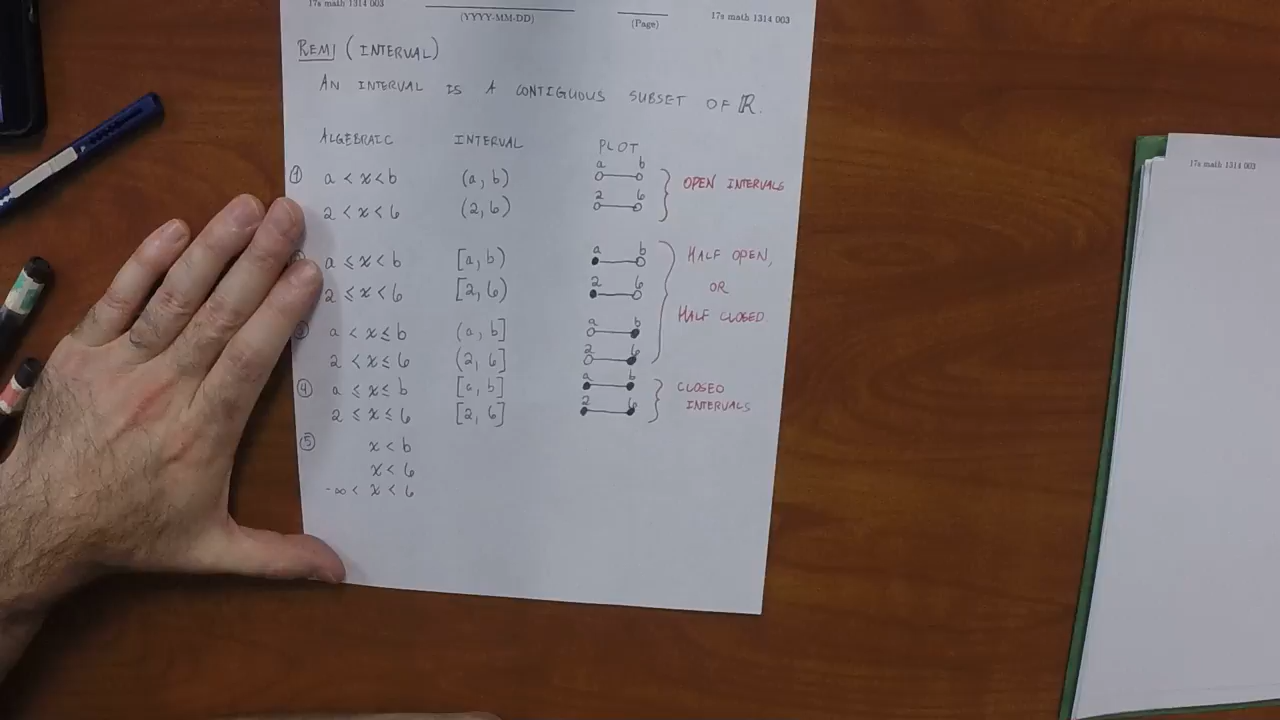 17s math 1314 003
(YYYY-MM-DD)
(Page)
17s math 1314 003
REM (INTERVAL)
AN INTERVAL IS A CONTIGUOUS SUBSET OF ℝ.
ALGEBRAIC INTERVAL PLOT
① a < x < b (a, b) a b
2 < x < 6 (2, 6) 2 6
OPEN INTERVALS
a ≤ x < b [a, b) a b
2 ≤ x < 6 [2, 6) 2 6
③ a < x ≤ b (a, b] a b
2 < x ≤ 6 (2, 6] 2 6
HALF OPEN,
OR
HALF CLOSED
④ a ≤ x ≤ b [a, b] a b
2 ≤ x ≤ 6 [2, 6] 2 6
CLOSED
INTERVALS
⑤ x < b
x < 6
-∞ < x < 6
17s math 1314 003